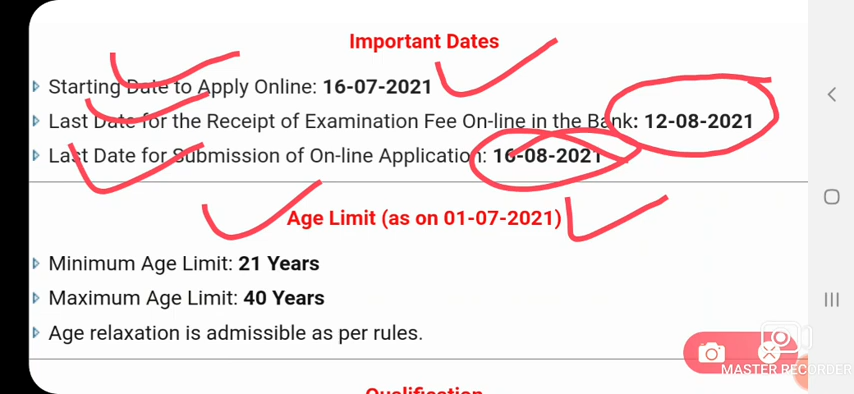 Important Dates
Starting Date to Apply Online: 16-07-2021
Last Date for the Receipt of Examination Fee On-line in the Bank: 12-08-2021
Last Date for Submission of On-line Application: 16-08-2021
Age Limit (as on 01-07-2021)
Minimum Age Limit: 21 Years
Maximum Age Limit: 40 Years
Age relaxation is admissible as per rules.
MASTER RECORDER
Qualification